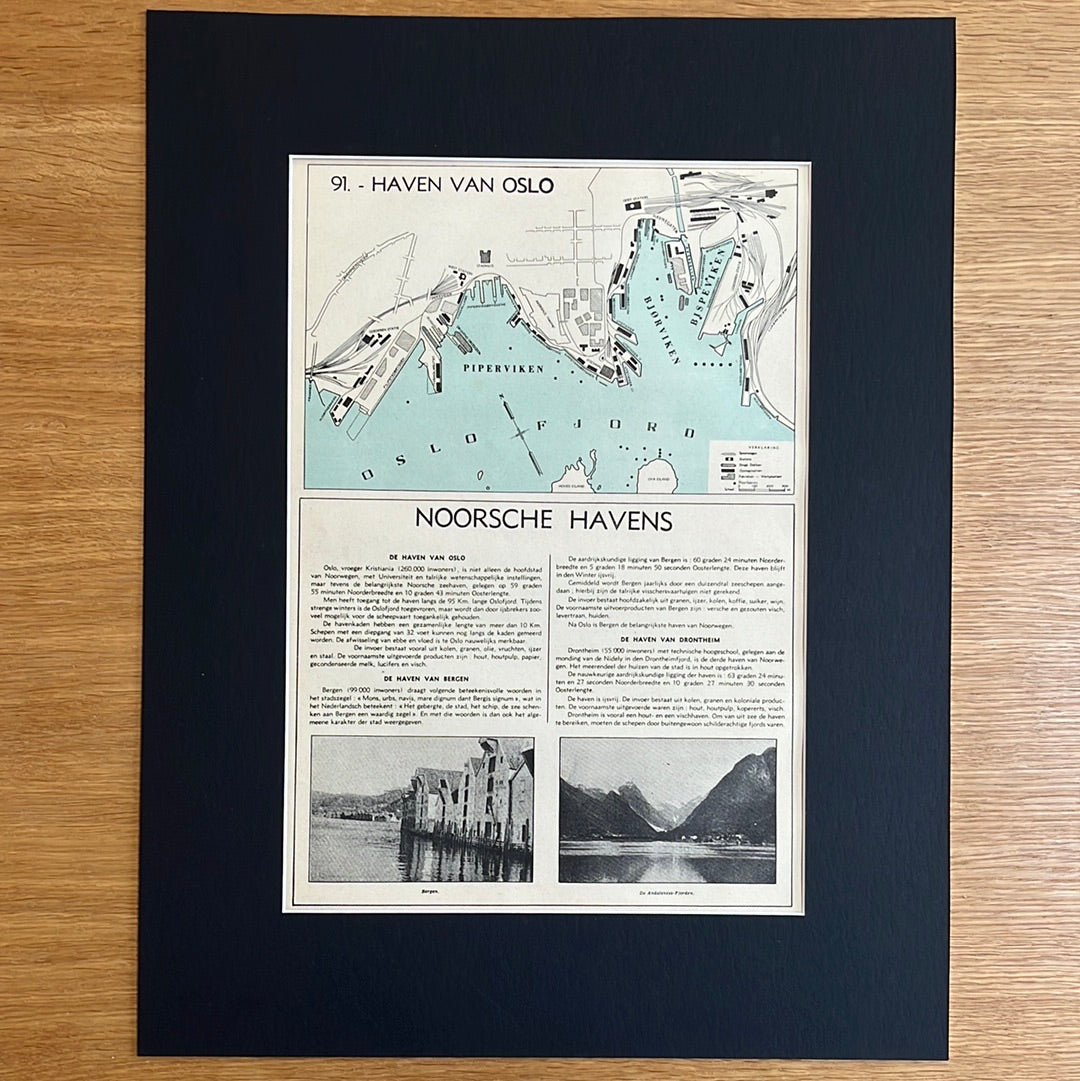 91. - HAVEN VAN OSLO
STADHUIS
PIPERVIKEN
BJØRVIKEN
BJSPEVIKEN
OSLO FJORD
HOVED EILAND
VERKLARING
Spoorwegen
Stations
NOORSCHE HAVENS
DE HAVEN VAN OSLO
Oslo, vroeger Kristiania (260.000 inwoners), is niet alleen de hoofdstad
van Noorwegen, met Universiteit en talrijke wetenschappelijke instellingen,
maar tevens de belangrijkste Noorsche zeehaven, gelegen op 59 graden
55 minuten Noorderbreedte en 10 graden 43 minuten Oosterlengte.
Men heeft toegang tot de haven langs de 95 Km. lange Oslofjord. Tijdens
strenge winters is de Oslofjord toegevroren, maar wordt dan door ijsbrekers zoo-
veel mogelijk voor de scheepvaart toegankelijk gehouden.
De havenkaden hebben een gezamenlijke lengte van meer dan 10 Km.
Schepen met een diepgang van 32 voet kunnen nog langs de kaden gemeerd
worden. De afwisseling van ebbe en vloed is te Oslo nauwelijks merkbaar.
De invoer bestaat vooral uit kolen, granen, olie, vruchten, ijzer
en staal. De voornaamste uitgevoerde producten zijn : hout, houtpulp, papier,
gecondenseerde melk, lucifers en visch.
DE HAVEN VAN BERGEN
Bergen (99.000 inwoners) draagt volgende beteekenisvolle woorden in
het stadszegel : « Mons, urbs, navis, mare dignum dant Bergis signum », wat in
het Nederlandsch beteekent : « Het gebergte, de stad, het schip, de zee schen-
ken aan Bergen een waardig zegel ». En met die woorden is dan ook het alge-
meene karakter der stad weergegeven.
De aardrijkskundige ligging van Bergen is : 60 graden 24 minuten Noorder-
breedte en 5 graden 18 minuten 50 seconden Oosterlengte. Deze haven blijft
in den Winter ijsvrij.
Gemiddeld wordt Bergen jaarlijks door een duizendtal zeeschepen aange-
daan ; hierbij zijn de talrijke visschersvaartuigen niet gerekend.
De invoer bestaat hoofdzakelijk uit granen, ijzer, kolen, koffie, suiker, wijn.
De voornaamste uitvoerproducten van Bergen zijn : versche en gezouten visch,
levertraan, huiden.
Na Oslo is Bergen de belangrijkste haven van Noorwegen.
DE HAVEN VAN DRONTHEIM
Drontheim (55.000 inwoners) met technische hoogeschool, gelegen aan de
monding van de Nidely in den Drontheimfjord, is de derde haven van Noorwe-
gen. Het meerendeel der huizen van de stad is in hout opgetrokken.
De nauwkeurige aardrijkskundige ligging der haven is : 63 graden 24 minu-
ten en 27 seconden Noorderbreedte en 10 graden 27 minuten 30 seconden
Oosterlengte.
De haven is ijsvrij. De invoer bestaat uit kolen, granen en koloniale produc-
ten. De voornaamste uitgevoerde waren zijn : hout, houtpulp, koperertz, visch.
Drontheim is vooral een hout- en een vischhaven. Om van uit zee de haven
te bereiken, moeten de schepen door buitengewoon schilderachtige fjords varen.
Bergen.
De Andalsness-Fjorden.